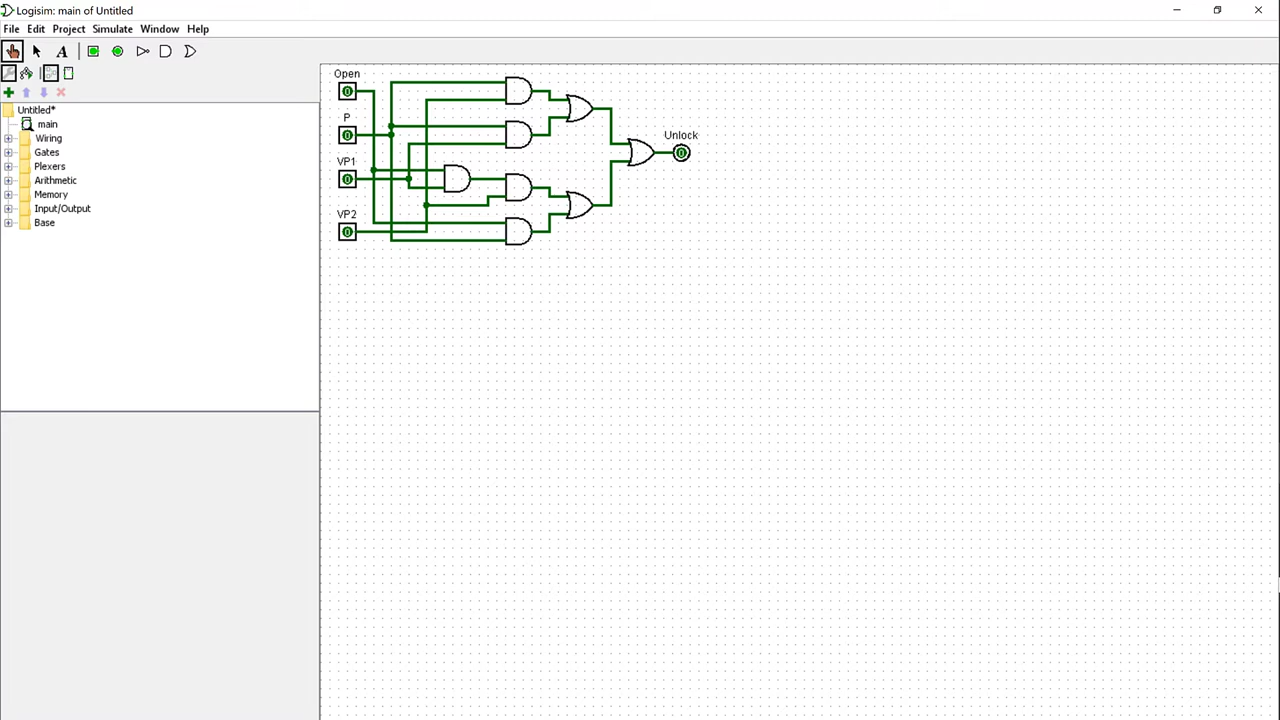 Logisim: main of Untitled
File Edit Project Simulate Window Help
A
Untitled*
main
Wiring
Gates
Plexers
Arithmetic
Memory
Input/Output
Base
Open
0
P
0
VP1
0
VP2
0
Unlock
0